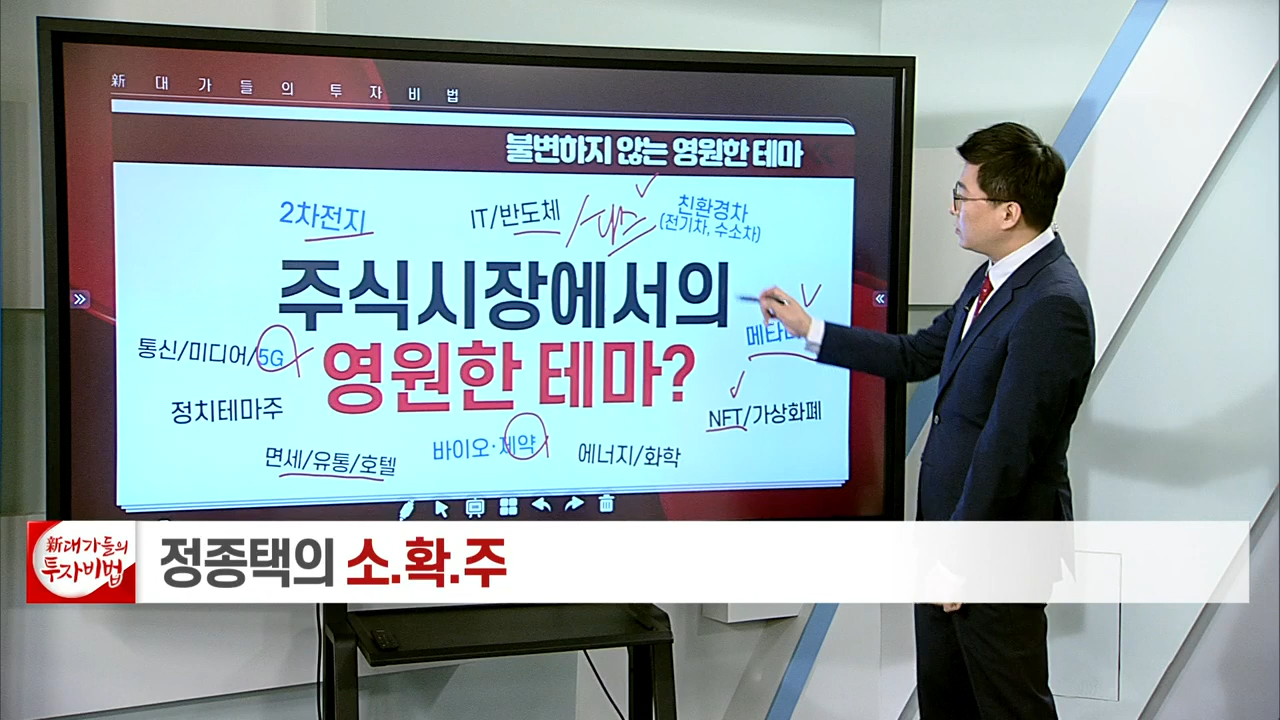 新 대 가 들 의 투 자 비 법
불변하지 않는 영원한 테마
2차전지
IT/반도체
친환경차
(전기차, 수소차)
주식시장에서의
영원한 테마?
통신/미디어/5G
정치테마주
NFT/가상화폐
면세/유통/호텔
바이오·제약
에너지/화학
新대가들의
투자비법
정종택의 소.확.주